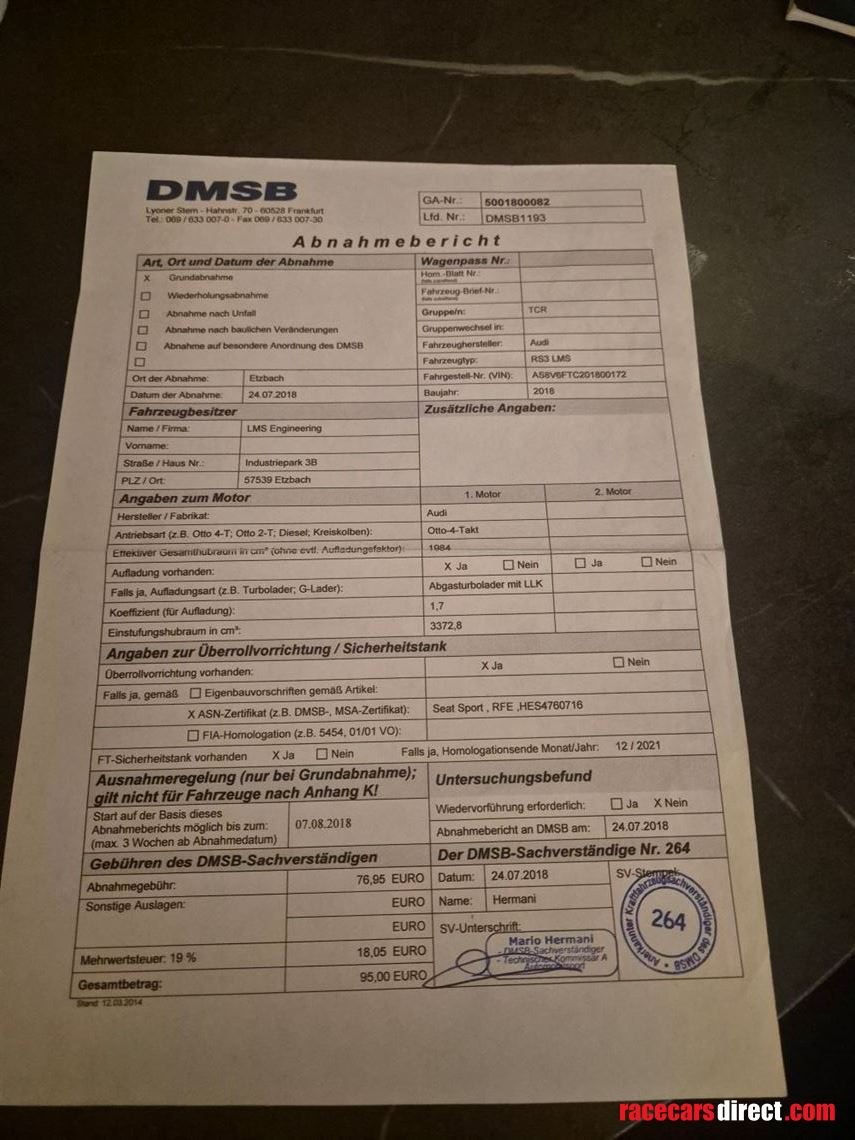 DMSB
Lyoner Stern - Hahnstr. 70 - 60528 Frankfurt
Tel.: 069 / 633 007-0 - Fax 069 / 633 007-30
GA-Nr.: 5001800082
Lfd. Nr.: DMSB1193
Abnahmebericht
Art, Ort und Datum der Abnahme
X Grundabnahme
Wiederholungsabnahme
Abnahme nach Unfall
Abnahme nach baulichen Veränderungen
Abnahme auf besondere Anordnung des DMSB
Ort der Abnahme: Etzbach
Datum der Abnahme: 24.07.2018
Wagenpass Nr.:
Hom.-Blatt Nr.:
Fahrzeug-Brief-Nr.:
Gruppe/n: TCR
Gruppenwechsel in:
Fahrzeughersteller: Audi
Fahrzeugtyp: RS3 LMS
Fahrgestell-Nr. (VIN): AS8V6FTC201800172
Baujahr: 2018
Fahrzeugbesitzer
Name / Firma: LMS Engineering
Vorname:
Straße / Haus Nr.: Industriepark 3B
PLZ / Ort: 57539 Etzbach
Zusätzliche Angaben:
Angaben zum Motor 1. Motor 2. Motor
Hersteller / Fabrikat: Audi
Antriebsart (z.B. Otto 4-T; Otto 2-T; Diesel; Kreiskolben): Otto-4-Takt
Effektiver Gesamthubraum in cm³ (ohne evtl. Aufladungsfaktor): 1984
Aufladung vorhanden: X Ja Nein Ja Nein
Falls ja, Aufladungsart (z.B. Turbolader; G-Lader): Abgasturbolader mit LLK
Koeffizient (für Aufladung): 1,7
Einstufungshubraum in cm³: 3372,8
Angaben zur Überrollvorrichtung / Sicherheitstank
Überrollvorrichtung vorhanden: X Ja Nein
Falls ja, gemäß Eigenbauvorschriften gemäß Artikel:
X ASN-Zertifikat (z.B. DMSB-, MSA-Zertifikat): Seat Sport , RFE ,HES4760716
FIA-Homologation (z.B. 5454, 01/01 VO):
FT-Sicherheitstank vorhanden X Ja Nein Falls ja, Homologationsende Monat/Jahr: 12 / 2021
Ausnahmeregelung (nur bei Grundabnahme);
gilt nicht für Fahrzeuge nach Anhang K!
Start auf der Basis dieses
Abnahmeberichts möglich bis zum: 07.08.2018
(max. 3 Wochen ab Abnahmedatum)
Untersuchungsbefund
Wiedervorführung erforderlich: Ja X Nein
Abnahmebericht an DMSB am: 24.07.2018
Gebühren des DMSB-Sachverständigen
Abnahmegebühr: 76,95 EURO
Sonstige Auslagen: EURO
EURO
Mehrwertsteuer: 19 % 18,05 EURO
Gesamtbetrag: 95,00 EURO
Der DMSB-Sachverständige Nr. 264
Datum: 24.07.2018
Name: Hermani
SV-Stempel:
SV-Unterschrift:
Mario Hermani
- DMSB-Sachverständiger
- Technischer Kommissar A
Automobilsport
Anerkannter Kraftfahrzeugsachverständiger des DMSB
264
Stand: 12.03.2014
racecarsdirect.com